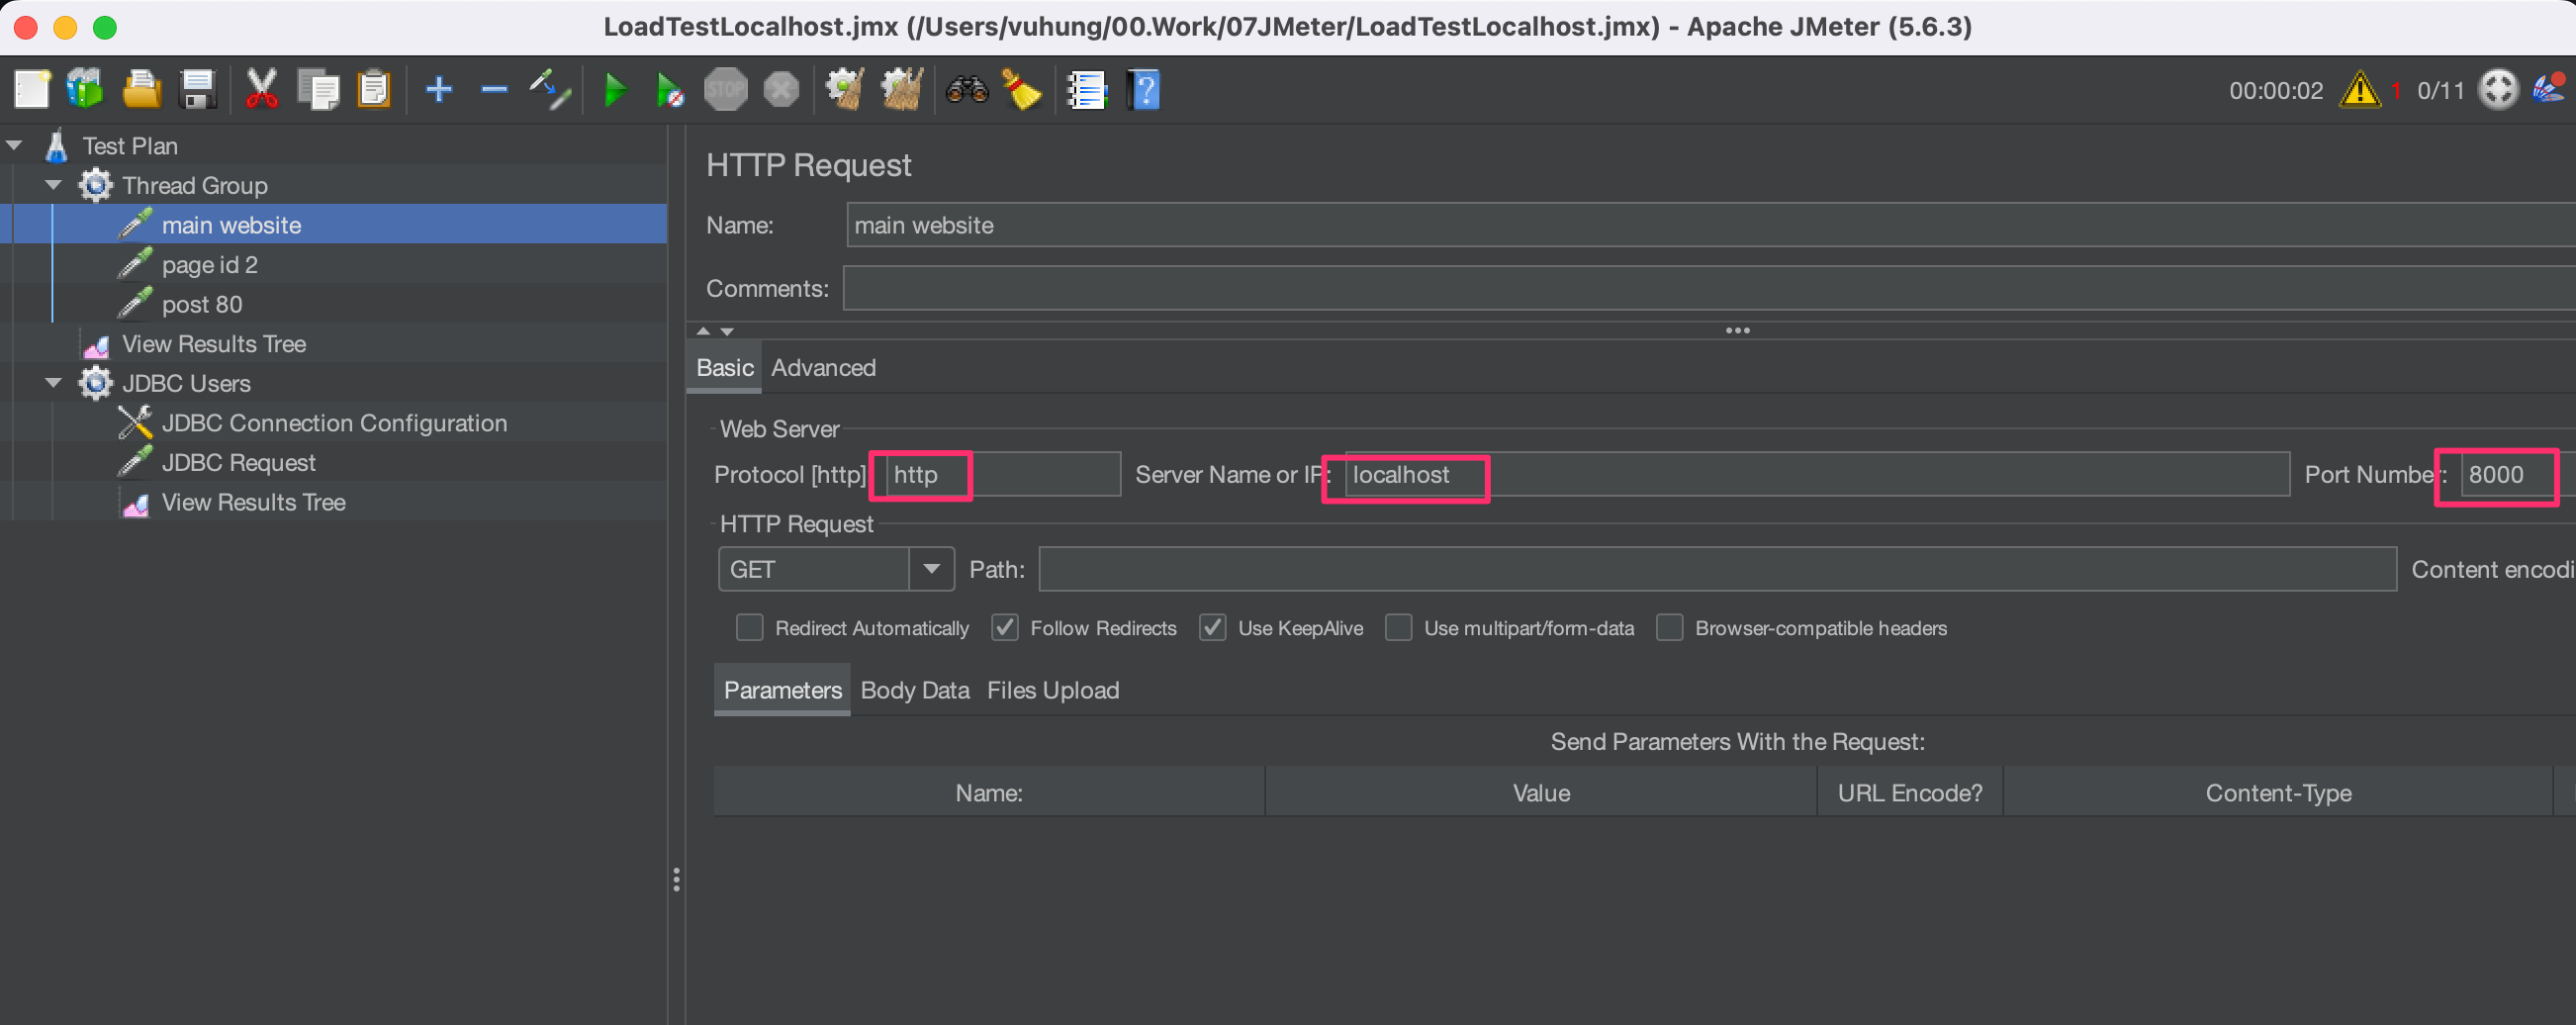 LoadTestLocalhost.jmx (/Users/vuhung/00.Work/07JMeter/LoadTestLocalhost.jmx) - Apache JMeter (5.6.3)
STOP
00:00:02 1 0/11
Test Plan
Thread Group
main website
page id 2
post 80
View Results Tree
JDBC Users
JDBC Connection Configuration
JDBC Request
View Results Tree
HTTP Request
Name: main website
Comments:
Basic Advanced
Web Server
Protocol [http] http Server Name or IP: localhost Port Number: 8000
HTTP Request
GET Path: Content encodi
Redirect Automatically Follow Redirects Use KeepAlive Use multipart/form-data Browser-compatible headers
Parameters Body Data Files Upload
Send Parameters With the Request:
Name: Value URL Encode? Content-Type